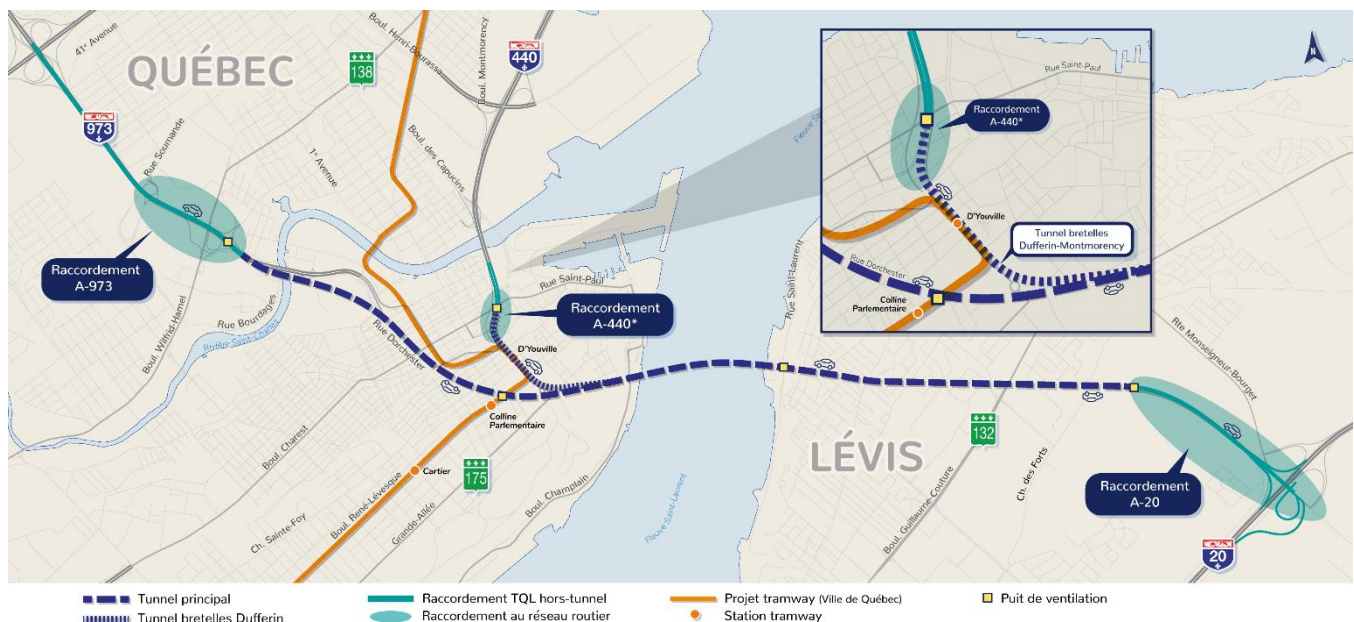 41e Avenue
QUÉBEC
138
Boul. Henri-Bourassa
Boul. Montmorency
440
973
Rue Soumande
1e Avenue
Boul. des Capucins
Raccordement
A-973
Boul. Wilfrid-Hamel
Rue Bourdages
Rivière Saint-Charles
Rue Dorchester
Rue Saint-Paul
Raccordement
A-440*
D'Youville
Colline
Parlementaire
Cartier
175
Boul. Charest
Ch. Sainte-Foy
Boul. René-Lévesque
Grande-Allée
Boul. Champlain
Fleuve Saint-Laurent
Rue Saint-Laurent
LÉVIS
132
Boul. Guillaume-Couture
Ch. des Forts
Rte Monseigneur-Bourget
Raccordement
A-20
20
N
Rue Saint-Paul
Raccordement
A-440*
D'Youville
Tunnel bretelles
Dufferin-Montmorency
Rue Dorchester
Colline
Parlementaire
Tunnel principal
Tunnel bretelles Dufferin
Raccordement TQL hors-tunnel
Raccordement au réseau routier
Projet tramway (Ville de Québec)
Station tramway
Puit de ventilation